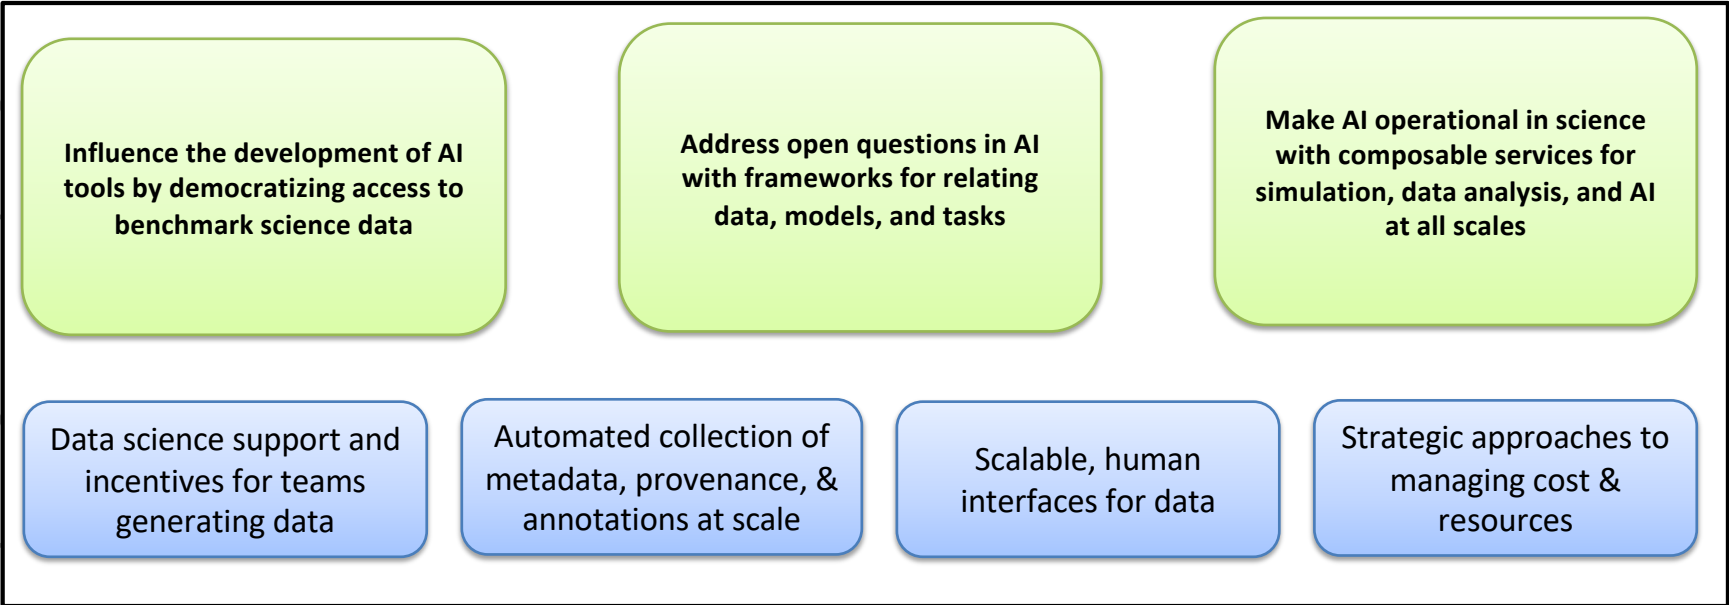 Influence the development of AI
tools by democratizing access to
benchmark science data
Address open questions in AI
with frameworks for relating
data, models, and tasks
Make AI operational in science
with composable services for
simulation, data analysis, and AI
at all scales
Data science support and
incentives for teams
generating data
Automated collection of
metadata, provenance, &
annotations at scale
Scalable, human
interfaces for data
Strategic approaches to
managing cost &
resources